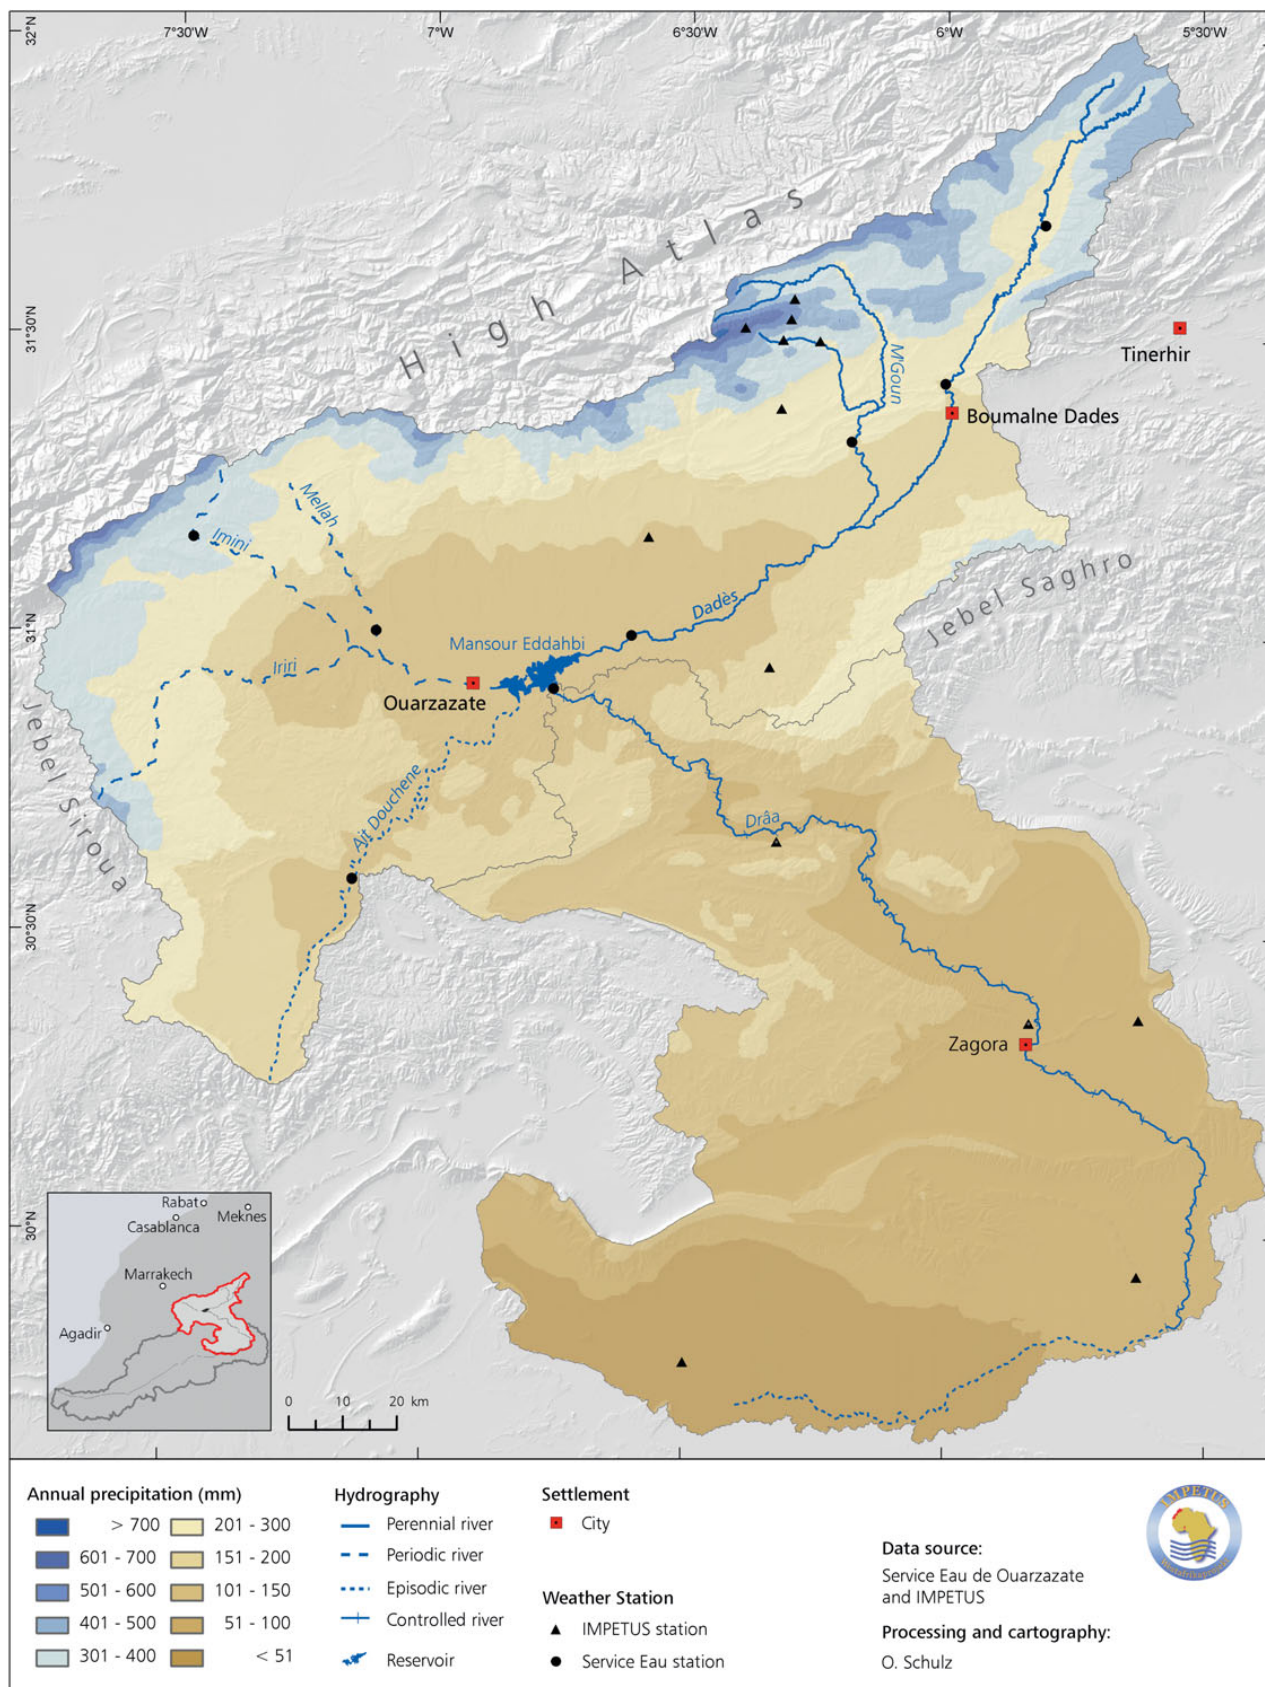 7°30'W
7°W
6°30'W
6°W
5°30'W
32°N
High Atlas
31°30'N
Tinerhir
M'Goun
Boumalne Dades
Mellah
Imini
Jebel Saghro
Dadès
31°N
Mansour Eddahbi
Iriri
Ouarzazate
Jebel Siroua
Ait Douchene
Drâa
30°30'N
Zagora
30°N
Rabat
Casablanca
Meknes
Marrakech
Agadir
0 10 20 km
Annual precipitation (mm)
> 700
601 - 700
501 - 600
401 - 500
301 - 400
201 - 300
151 - 200
101 - 150
51 - 100
< 51
Hydrography
Perennial river
Periodic river
Episodic river
Controlled river
Reservoir
Settlement
City
Weather Station
IMPETUS station
Service Eau station
IMPETUS
Data source:
Service Eau de Ouarzazate
and IMPETUS
Processing and cartography:
O. Schulz